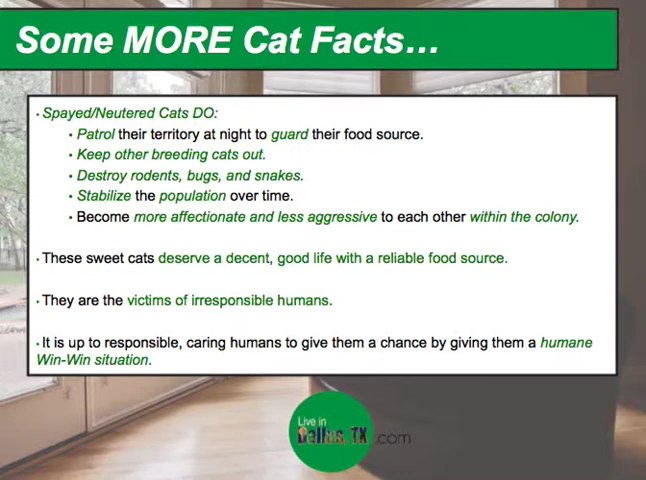 Some MORE Cat Facts…
• Spayed/Neutered Cats DO:
• Patrol their territory at night to guard their food source.
• Keep other breeding cats out.
• Destroy rodents, bugs, and snakes.
• Stabilize the population over time.
• Become more affectionate and less aggressive to each other within the colony.
• These sweet cats deserve a decent, good life with a reliable food source.
• They are the victims of irresponsible humans.
• It is up to responsible, caring humans to give them a chance by giving them a humane
Win-Win situation.
Live in
Dallas, TX .com